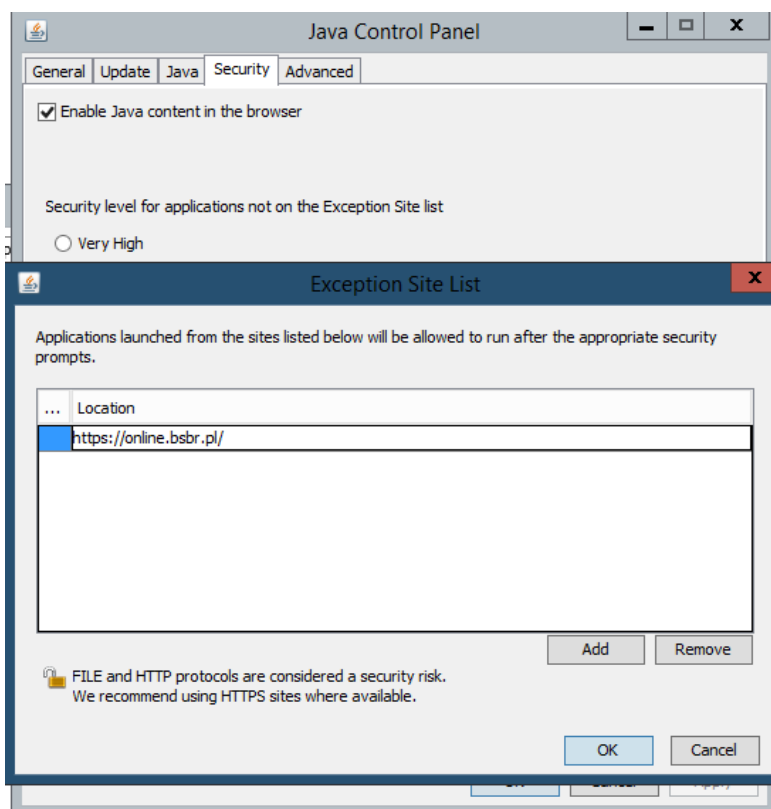 Java Control Panel
General Update Java Security Advanced
Enable Java content in the browser
Security level for applications not on the Exception Site list
Very High
Exception Site List
Applications launched from the sites listed below will be allowed to run after the appropriate security
prompts.
... Location
https://online.bsbr.pl/
Add Remove
FILE and HTTP protocols are considered a security risk.
We recommend using HTTPS sites where available.
OK Cancel